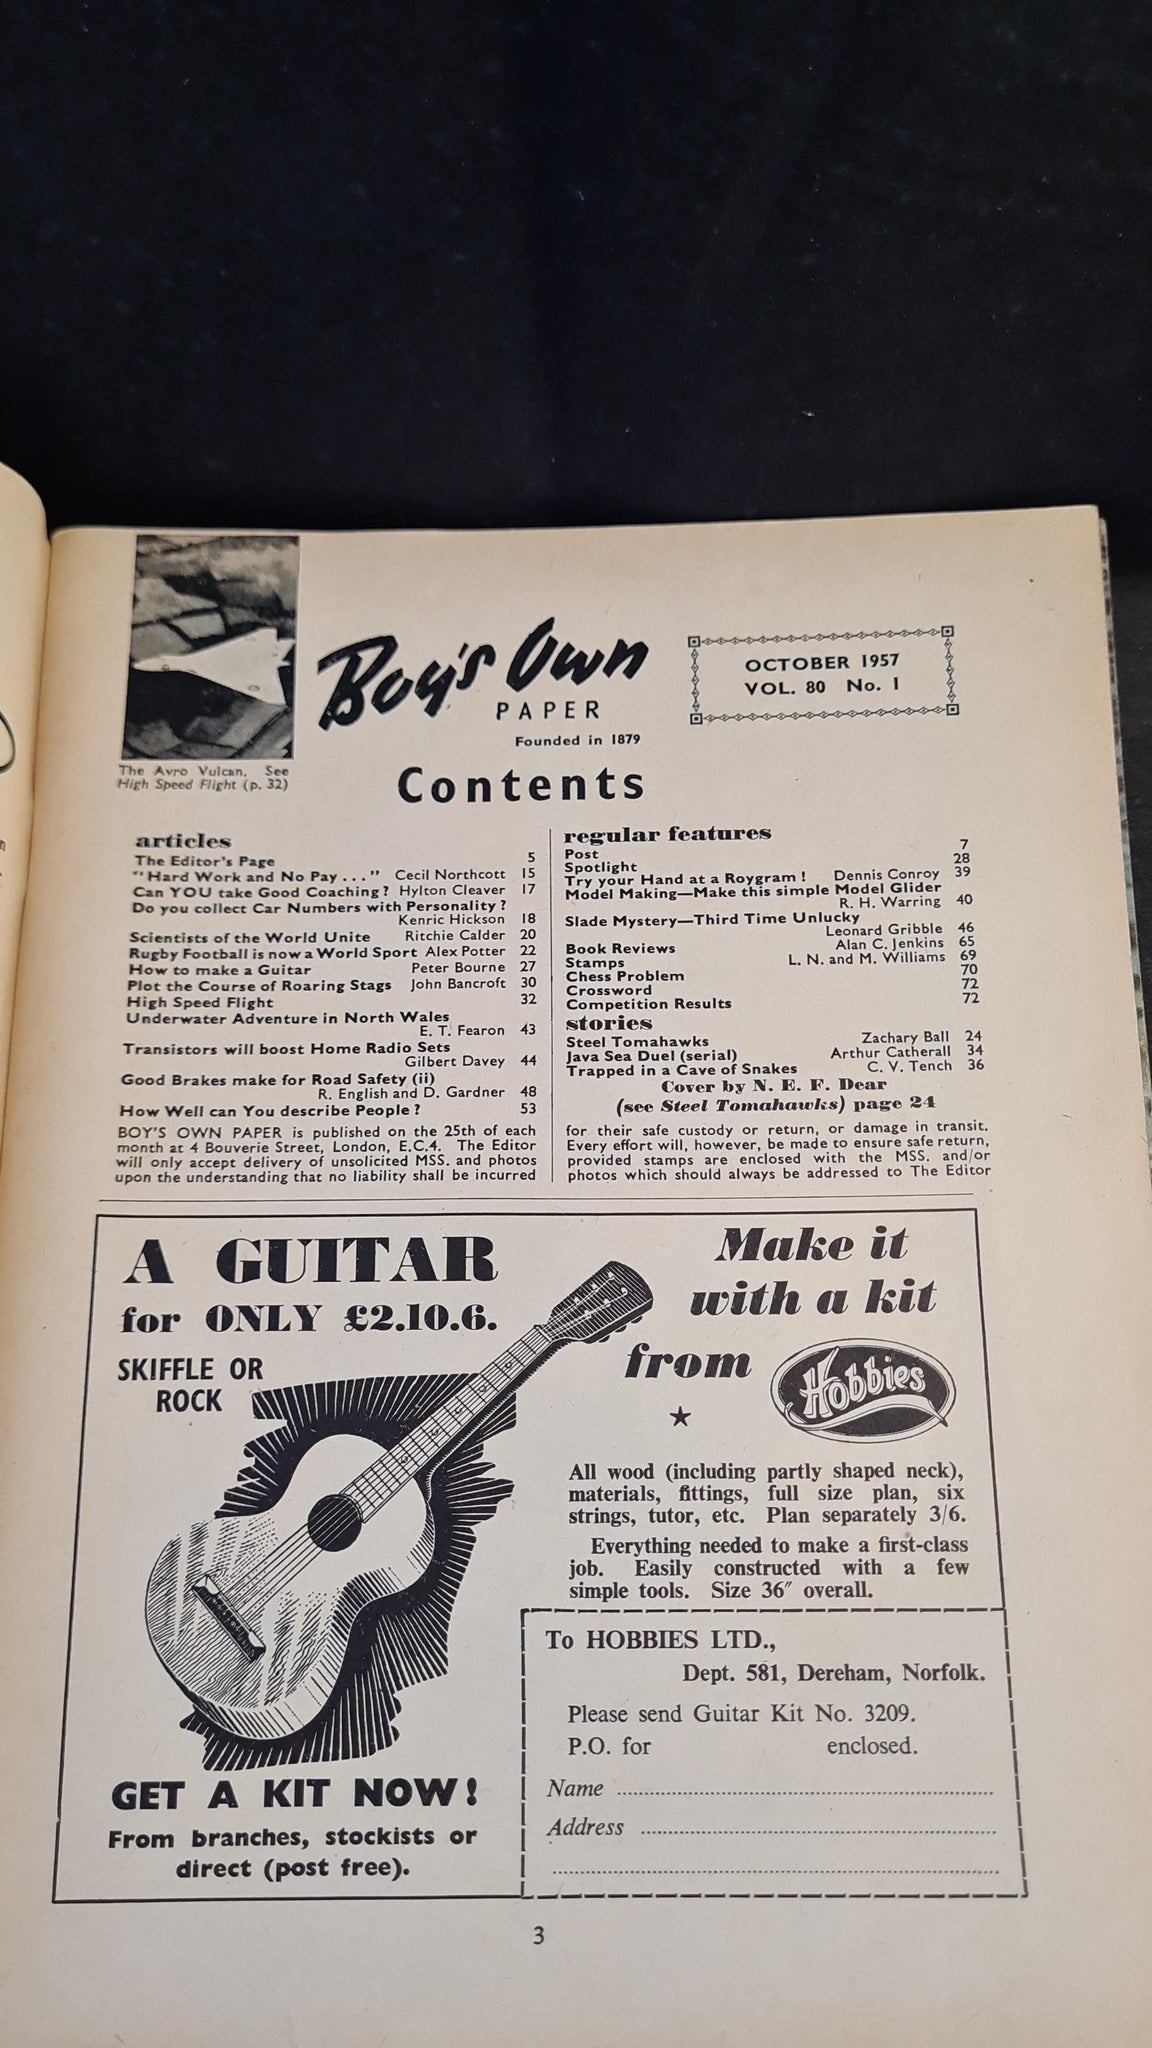 The Avro Vulcan. See
High Speed Flight (p. 32)
Boy's Own
PAPER
Founded in 1879
OCTOBER 1957
VOL. 80 No. 1
Contents
articles
The Editor's Page 5
"Hard Work and No Pay . . ." Cecil Northcott 15
Can YOU take Good Coaching? Hylton Cleaver 17
Do you collect Car Numbers with Personality?
Kenric Hickson 18
Scientists of the World Unite Ritchie Calder 20
Rugby Football is now a World Sport Alex Potter 22
How to make a Guitar Peter Bourne 27
Plot the Course of Roaring Stags John Bancroft 30
High Speed Flight 32
Underwater Adventure in North Wales
E. T. Fearon 43
Transistors will boost Home Radio Sets
Gilbert Davey 44
Good Brakes make for Road Safety (ii)
R. English and D. Gardner 48
How Well can You describe People? 53
BOY'S OWN PAPER is published on the 25th of each
month at 4 Bouverie Street, London, E.C.4. The Editor
will only accept delivery of unsolicited MSS. and photos
upon the understanding that no liability shall be incurred
regular features
Post 7
Spotlight 28
Try your Hand at a Roygram! Dennis Conroy 39
Model Making—Make this simple Model Glider
R. H. Warring 40
Slade Mystery—Third Time Unlucky
Leonard Gribble 46
Book Reviews Alan C. Jenkins 65
Stamps L. N. and M. Williams 69
Chess Problem 70
Crossword 72
Competition Results 72
stories
Steel Tomahawks Zachary Ball 24
Java Sea Duel (serial) Arthur Catherall 34
Trapped in a Cave of Snakes C. V. Tench 36
Cover by N. E. F. Dear
(see Steel Tomahawks) page 24
for their safe custody or return, or damage in transit.
Every effort will, however, be made to ensure safe return,
provided stamps are enclosed with the MSS. and/or
photos which should always be addressed to The Editor
A GUITAR
for ONLY £2.10.6.
SKIFFLE OR
ROCK
GET A KIT NOW!
From branches, stockists or
direct (post free).
Make it
with a kit
from
Hobbies
All wood (including partly shaped neck),
materials, fittings, full size plan, six
strings, tutor, etc. Plan separately 3/6.
Everything needed to make a first-class
job. Easily constructed with a few
simple tools. Size 36″ overall.
To HOBBIES LTD.,
Dept. 581, Dereham, Norfolk.
Please send Guitar Kit No. 3209.
P.O. for enclosed.
Name
Address
3